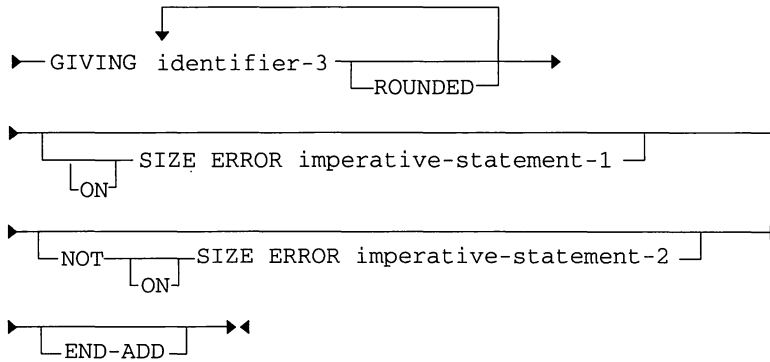 GIVING identifier-3
ROUNDED
SIZE ERROR imperative-statement-1
ON
NOT SIZE ERROR imperative-statement-2
ON
END-ADD